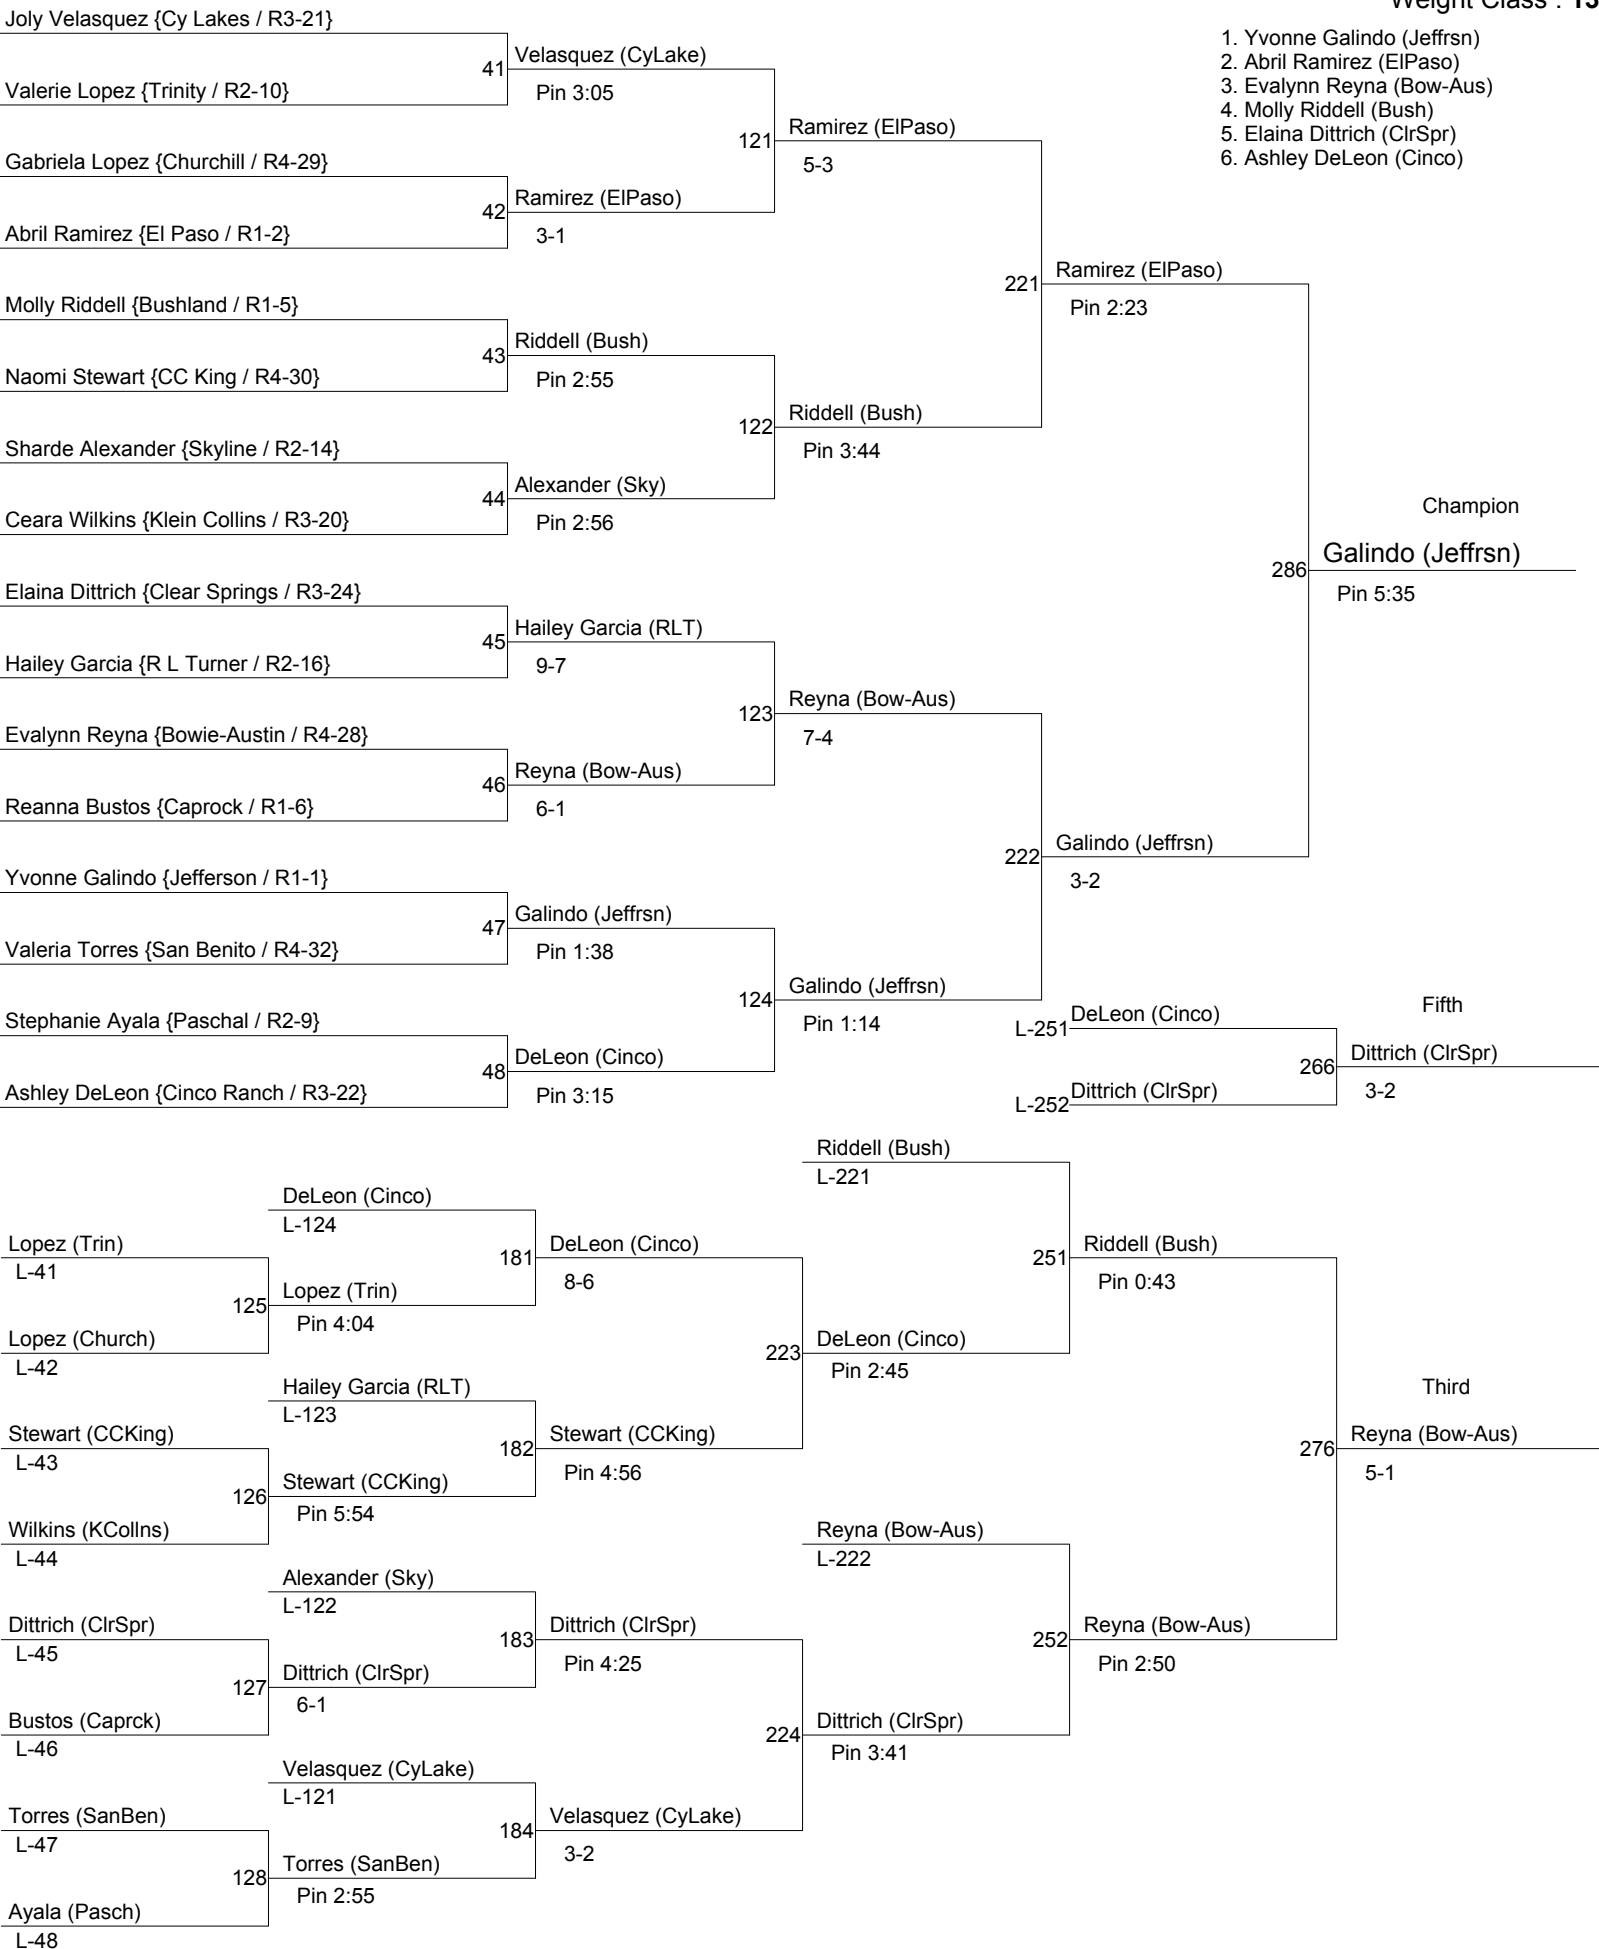 Weight Class : 13
1. Yvonne Galindo (Jeffrsn)
2. Abril Ramirez (ElPaso)
3. Evalynn Reyna (Bow-Aus)
4. Molly Riddell (Bush)
5. Elaina Dittrich (ClrSpr)
6. Ashley DeLeon (Cinco)
Joly Velasquez {Cy Lakes / R3-21}
41
Velasquez (CyLake)
Pin 3:05
Valerie Lopez {Trinity / R2-10}
121
Ramirez (ElPaso)
5-3
Gabriela Lopez {Churchill / R4-29}
42
Ramirez (ElPaso)
3-1
Abril Ramirez {El Paso / R1-2}
221
Ramirez (ElPaso)
Pin 2:23
Molly Riddell {Bushland / R1-5}
43
Riddell (Bush)
Pin 2:55
Naomi Stewart {CC King / R4-30}
122
Riddell (Bush)
Pin 3:44
Sharde Alexander {Skyline / R2-14}
44
Alexander (Sky)
Pin 2:56
Ceara Wilkins {Klein Collins / R3-20}
Champion
286
Galindo (Jeffrsn)
Pin 5:35
Elaina Dittrich {Clear Springs / R3-24}
45
Hailey Garcia (RLT)
9-7
Hailey Garcia {R L Turner / R2-16}
123
Reyna (Bow-Aus)
7-4
Evalynn Reyna {Bowie-Austin / R4-28}
46
Reyna (Bow-Aus)
6-1
Reanna Bustos {Caprock / R1-6}
222
Galindo (Jeffrsn)
3-2
Yvonne Galindo {Jefferson / R1-1}
47
Galindo (Jeffrsn)
Pin 1:38
Valeria Torres {San Benito / R4-32}
124
Galindo (Jeffrsn)
Pin 1:14
Stephanie Ayala {Paschal / R2-9}
48
DeLeon (Cinco)
Pin 3:15
Ashley DeLeon {Cinco Ranch / R3-22}
Fifth
L-251
DeLeon (Cinco)
266
Dittrich (ClrSpr)
3-2
L-252
Dittrich (ClrSpr)
Riddell (Bush)
L-221
DeLeon (Cinco)
L-124
Lopez (Trin)
L-41
181
DeLeon (Cinco)
8-6
251
Riddell (Bush)
Pin 0:43
125
Lopez (Trin)
Pin 4:04
Lopez (Church)
L-42
223
DeLeon (Cinco)
Pin 2:45
Hailey Garcia (RLT)
L-123
Third
Stewart (CCKing)
L-43
182
Stewart (CCKing)
Pin 4:56
276
Reyna (Bow-Aus)
5-1
126
Stewart (CCKing)
Pin 5:54
Wilkins (KCollns)
L-44
Reyna (Bow-Aus)
L-222
Alexander (Sky)
L-122
Dittrich (ClrSpr)
L-45
183
Dittrich (ClrSpr)
Pin 4:25
252
Reyna (Bow-Aus)
Pin 2:50
127
Dittrich (ClrSpr)
6-1
Bustos (Caprck)
L-46
224
Dittrich (ClrSpr)
Pin 3:41
Velasquez (CyLake)
L-121
Torres (SanBen)
L-47
184
Velasquez (CyLake)
3-2
128
Torres (SanBen)
Pin 2:55
Ayala (Pasch)
L-48